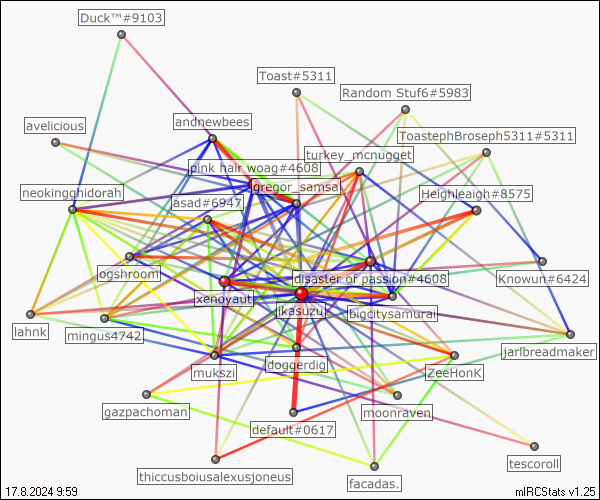 Duck™#9103
Toast#5311
Random Stuf6#5983
avelicious
andnewbees
ToastephBroseph5311#5311
turkey_mcnugget
pink hair woag#4608
gregor_samsa
neokingghidorah
asad#6947
Heighleigh#8575
ogshroom
disaster of passion#4608
Knowun#6424
xenoyaut
jkasuzu
bigcitysamurai
lahnk
mingus4742
jarlbreadmaker
mukszi
doggerdig
ZeeHonK
gazpachoman
moonraven
default#0617
tescoroll
thiccusboiusalexusjoneus
facadas.
17.8.2024 9:59
mIRCStats v1.25